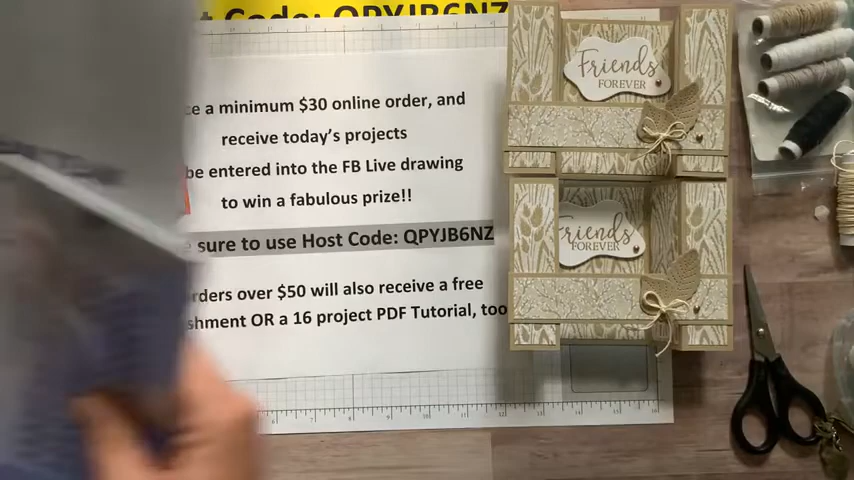 Host Code: QPYJB6NZ
a minimum $30 online order, and
receive today's projects
be entered into the FB Live drawing
to win a fabulous prize!!
sure to use Host Code: QPYJB6NZ
over $50 will also receive a free
OR a 16 project PDF Tutorial, too
Friends
FOREVER
Friends
FOREVER